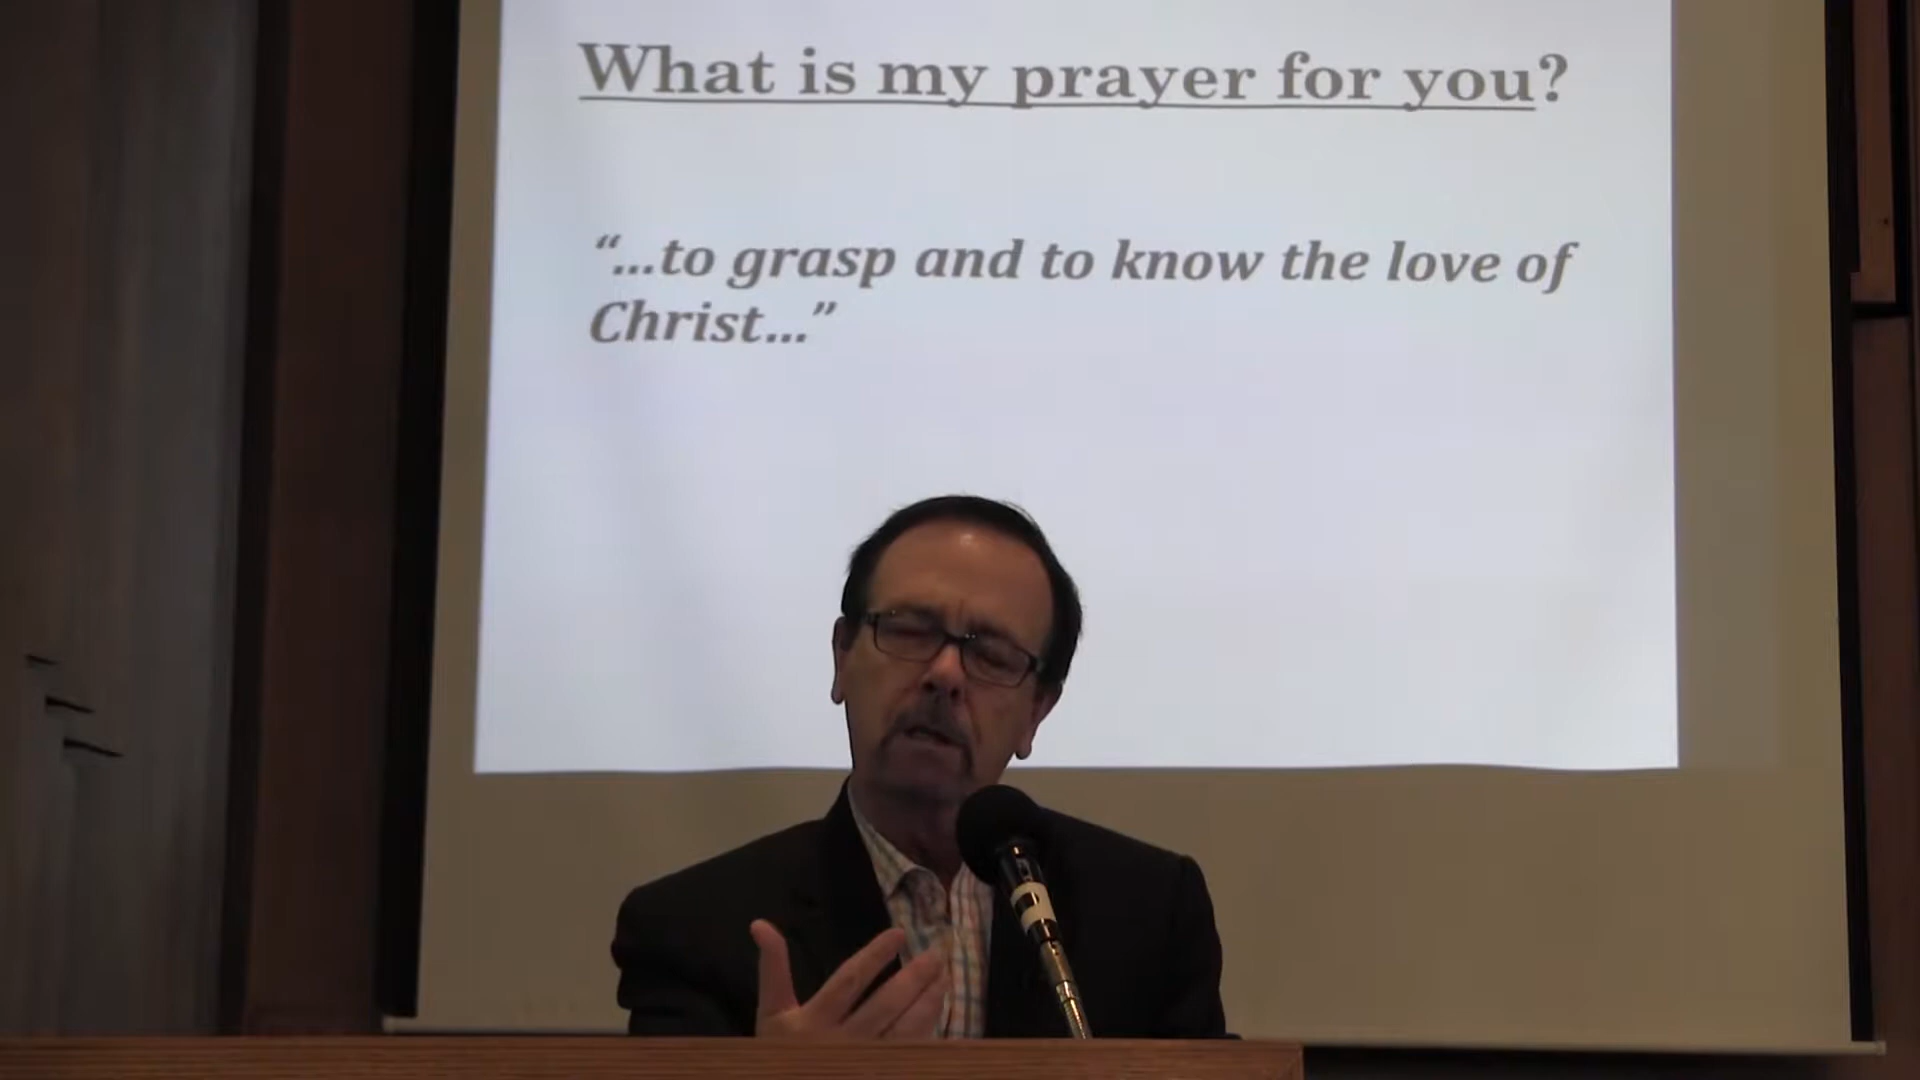 What is my prayer for you?
“...to grasp and to know the love of
Christ...”